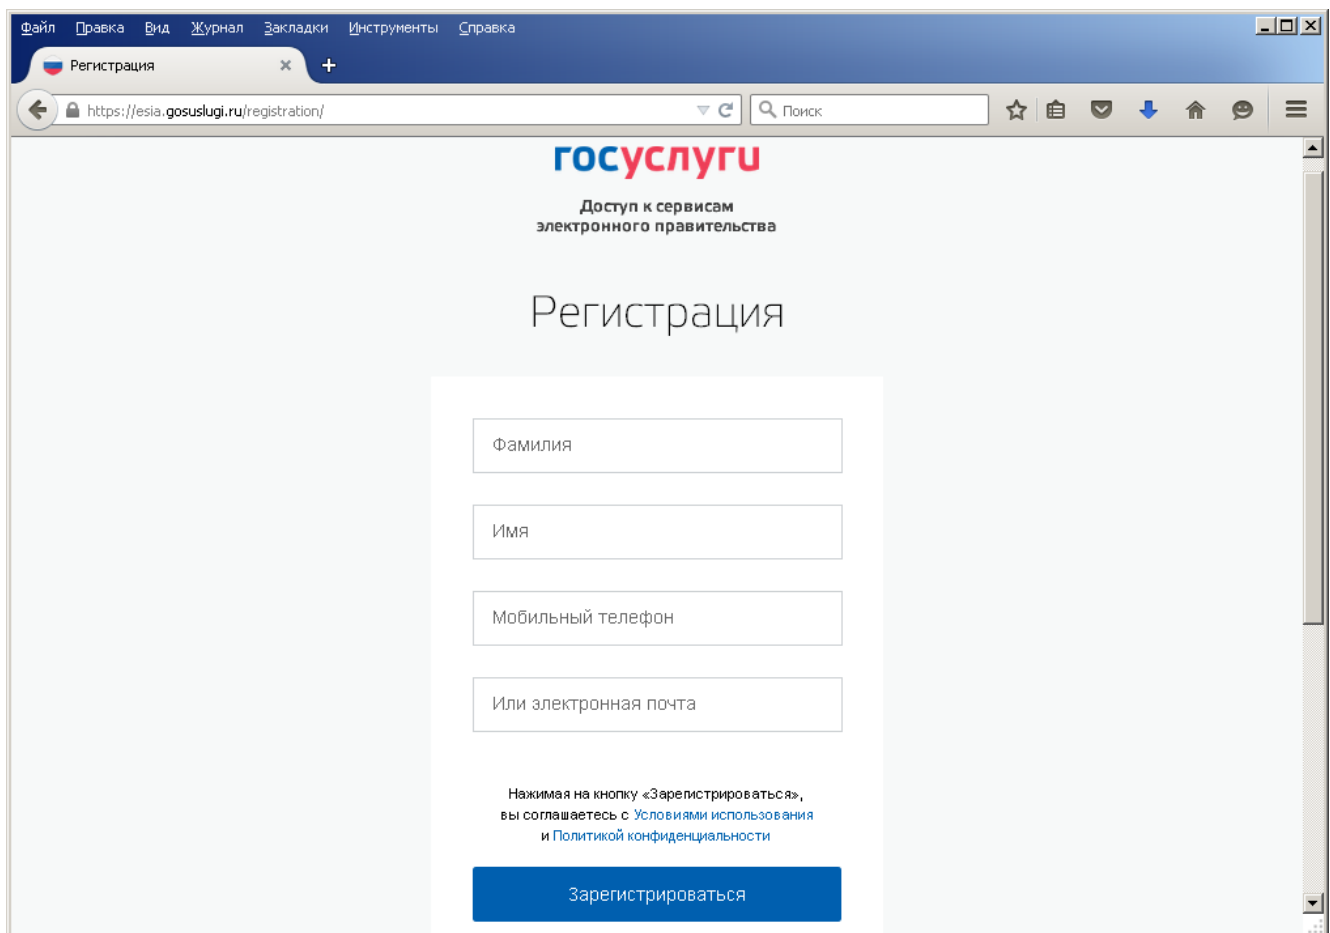 Файл Правка Вид Журнал Закладки Инструменты Справка
Регистрация
https://esia.gosuslugi.ru/registration/
Поиск
госуслуги
Доступ к сервисам
электронного правительства
Регистрация
Фамилия
Имя
Мобильный телефон
Или электронная почта
Нажимая на кнопку «Зарегистрироваться»,
вы соглашаетесь с Условиями использования
и Политикой конфиденциальности
Зарегистрироваться